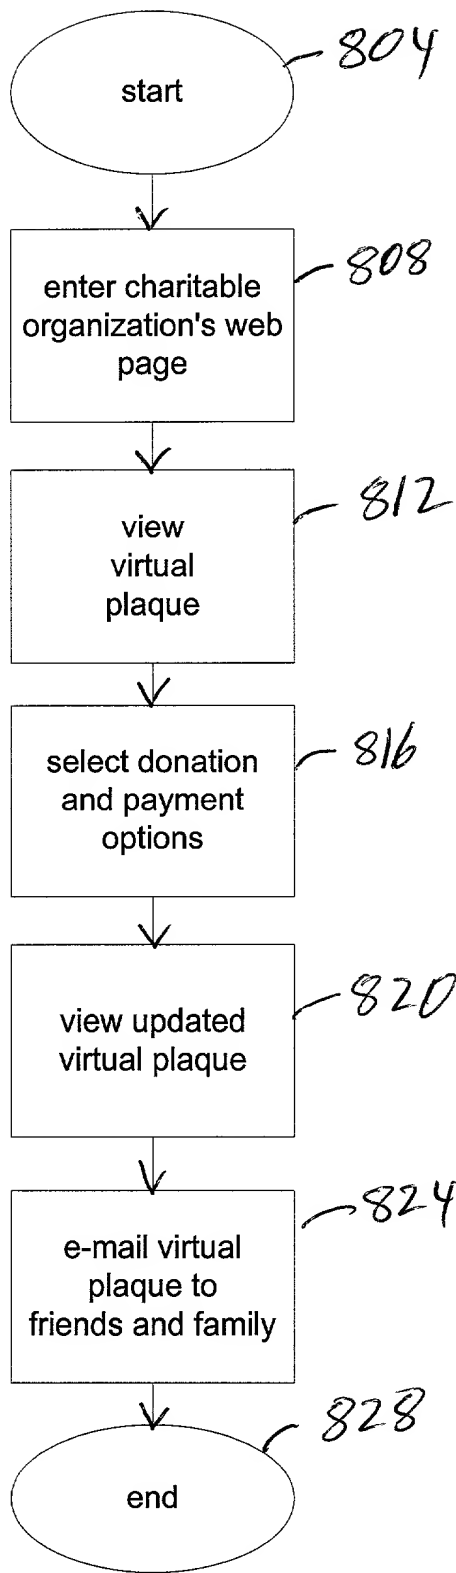 start
804
enter charitable
organization's web
page
808
view
virtual
plaque
812
select donation
and payment
options
816
view updated
virtual plaque
820
e-mail virtual
plaque to
friends and family
824
end
828